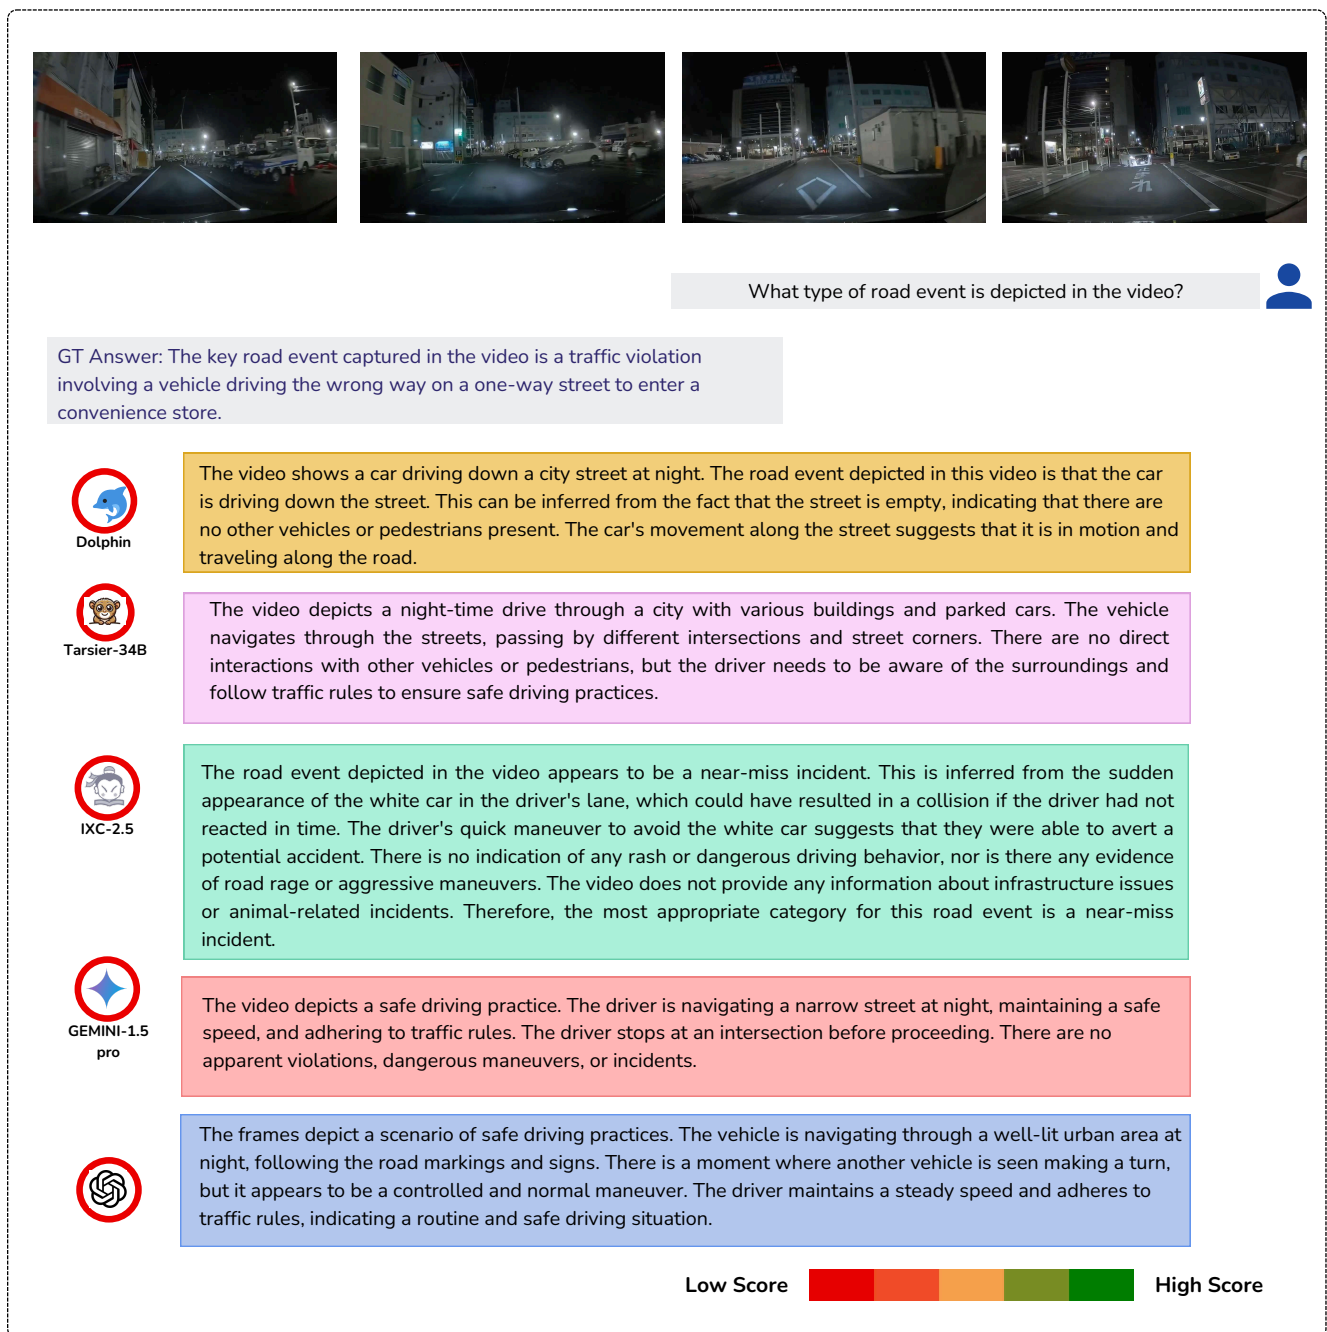 What type of road event is depicted in the video?
GT Answer: The key road event captured in the video is a traffic violation
involving a vehicle driving the wrong way on a one-way street to enter a
convenience store.
The video shows a car driving down a city street at night. The road event depicted in this video is that the car
is driving down the street. This can be inferred from the fact that the street is empty, indicating that there are
no other vehicles or pedestrians present. The car's movement along the street suggests that it is in motion and
traveling along the road.
Dolphin
The video depicts a night-time drive through a city with various buildings and parked cars. The vehicle
navigates through the streets, passing by different intersections and street corners. There are no direct
interactions with other vehicles or pedestrians, but the driver needs to be aware of the surroundings and
follow traffic rules to ensure safe driving practices.
Tarsier-34B
The road event depicted in the video appears to be a near-miss incident. This is inferred from the sudden
appearance of the white car in the driver's lane, which could have resulted in a collision if the driver had not
reacted in time. The driver's quick maneuver to avoid the white car suggests that they were able to avert a
potential accident. There is no indication of any rash or dangerous driving behavior, nor is there any evidence
of road rage or aggressive maneuvers. The video does not provide any information about infrastructure issues
or animal-related incidents. Therefore, the most appropriate category for this road event is a near-miss
incident.
IXC-2.5
The video depicts a safe driving practice. The driver is navigating a narrow street at night, maintaining a safe
speed, and adhering to traffic rules. The driver stops at an intersection before proceeding. There are no
apparent violations, dangerous maneuvers, or incidents.
GEMINI-1.5
pro
The frames depict a scenario of safe driving practices. The vehicle is navigating through a well-lit urban area at
night, following the road markings and signs. There is a moment where another vehicle is seen making a turn,
but it appears to be a controlled and normal maneuver. The driver maintains a steady speed and adheres to
traffic rules, indicating a routine and safe driving situation.
Low Score
High Score